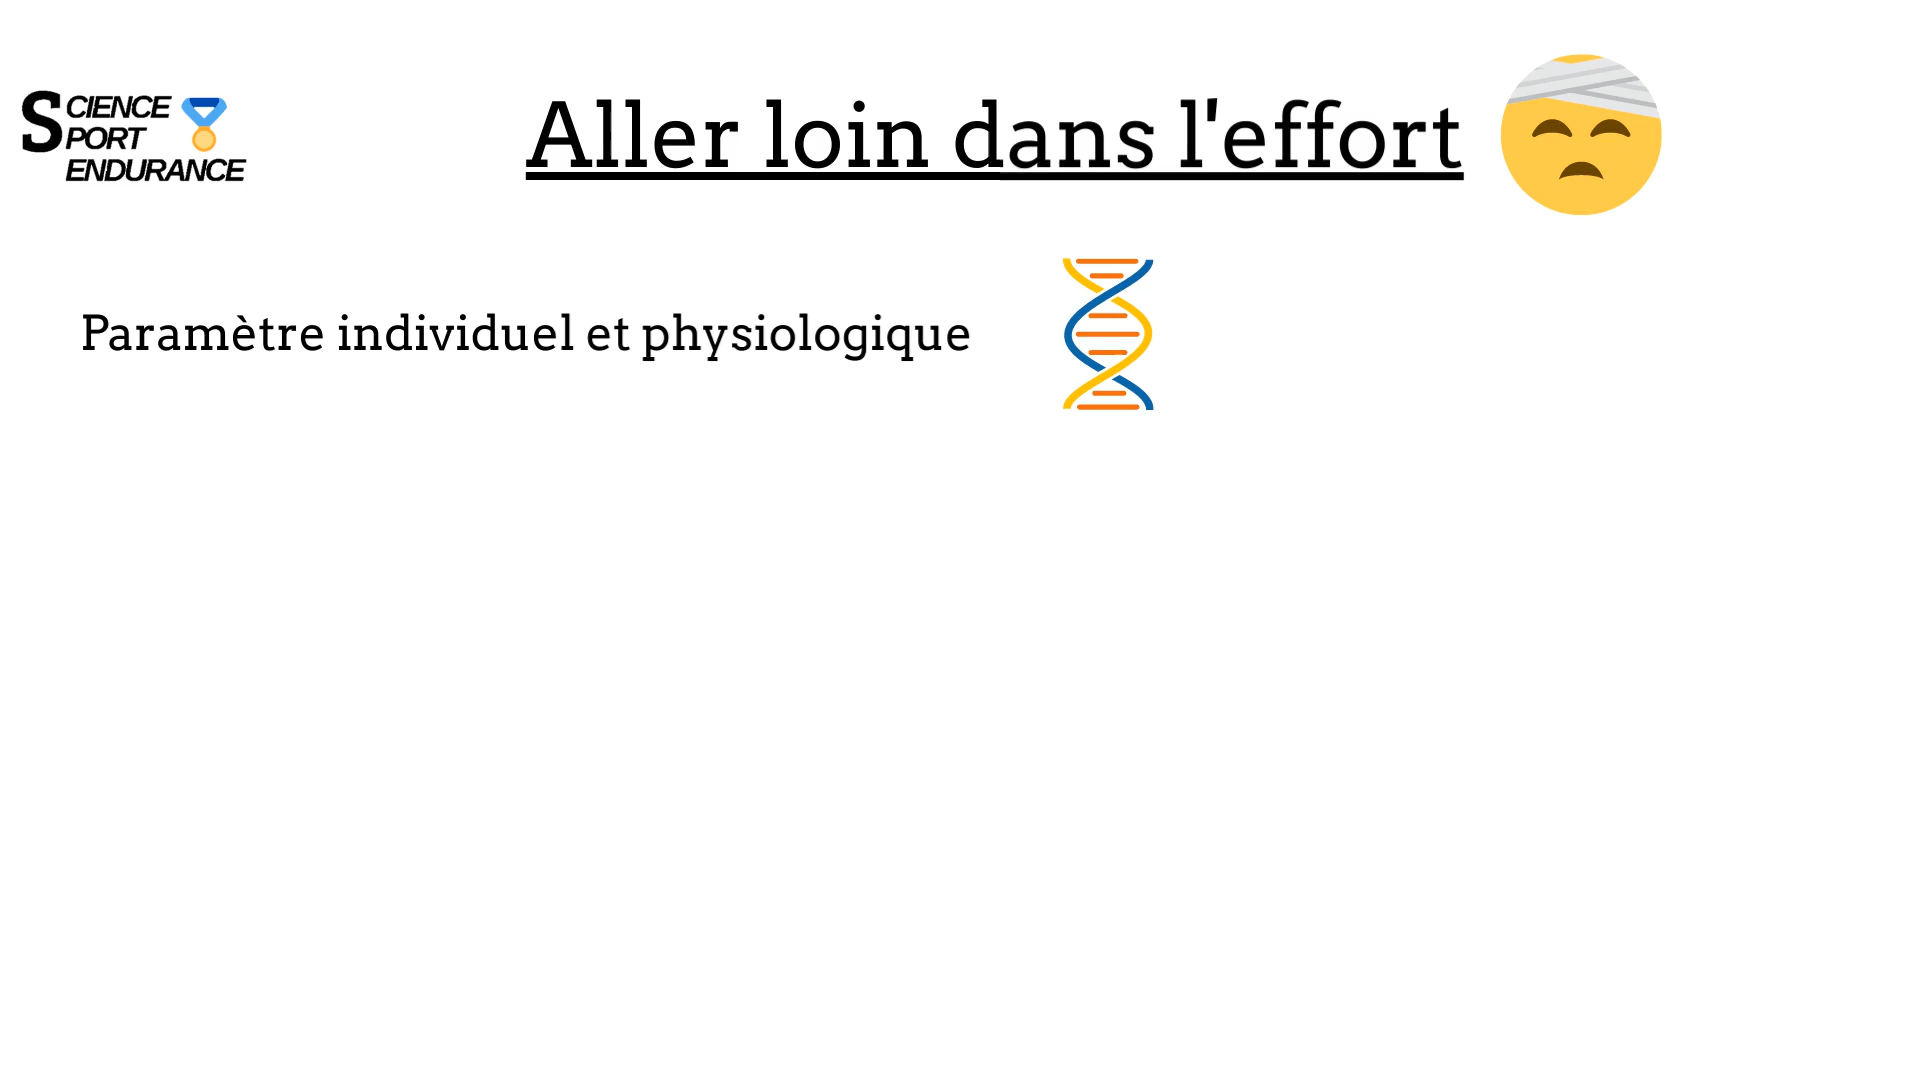 SCIENCE
SPORT
ENDURANCE
Aller loin dans l'effort
Paramètre individuel et physiologique